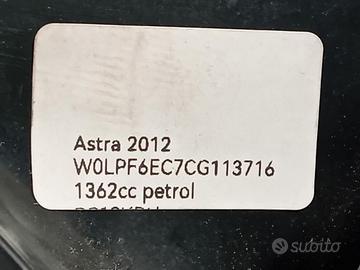 Astra 2012
W0LPF6EC7CG113716
1362cc petrol
subito